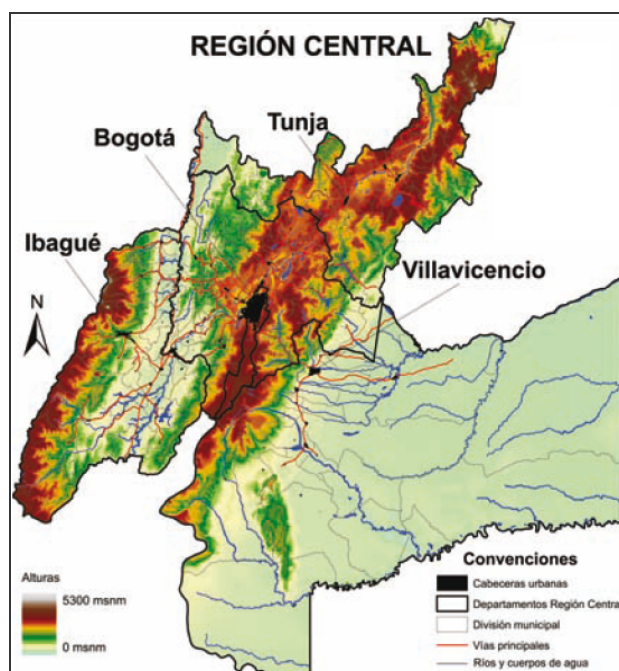 REGIÓN CENTRAL
Tunja
Bogotá
Ibagué
Villavicencio
N
Alturas
5300 msnm
0 msnm
Convenciones
Cabeceras urbanas
Departamentos Región Central
División municipal
Vías principales
Ríos y cuerpos de agua